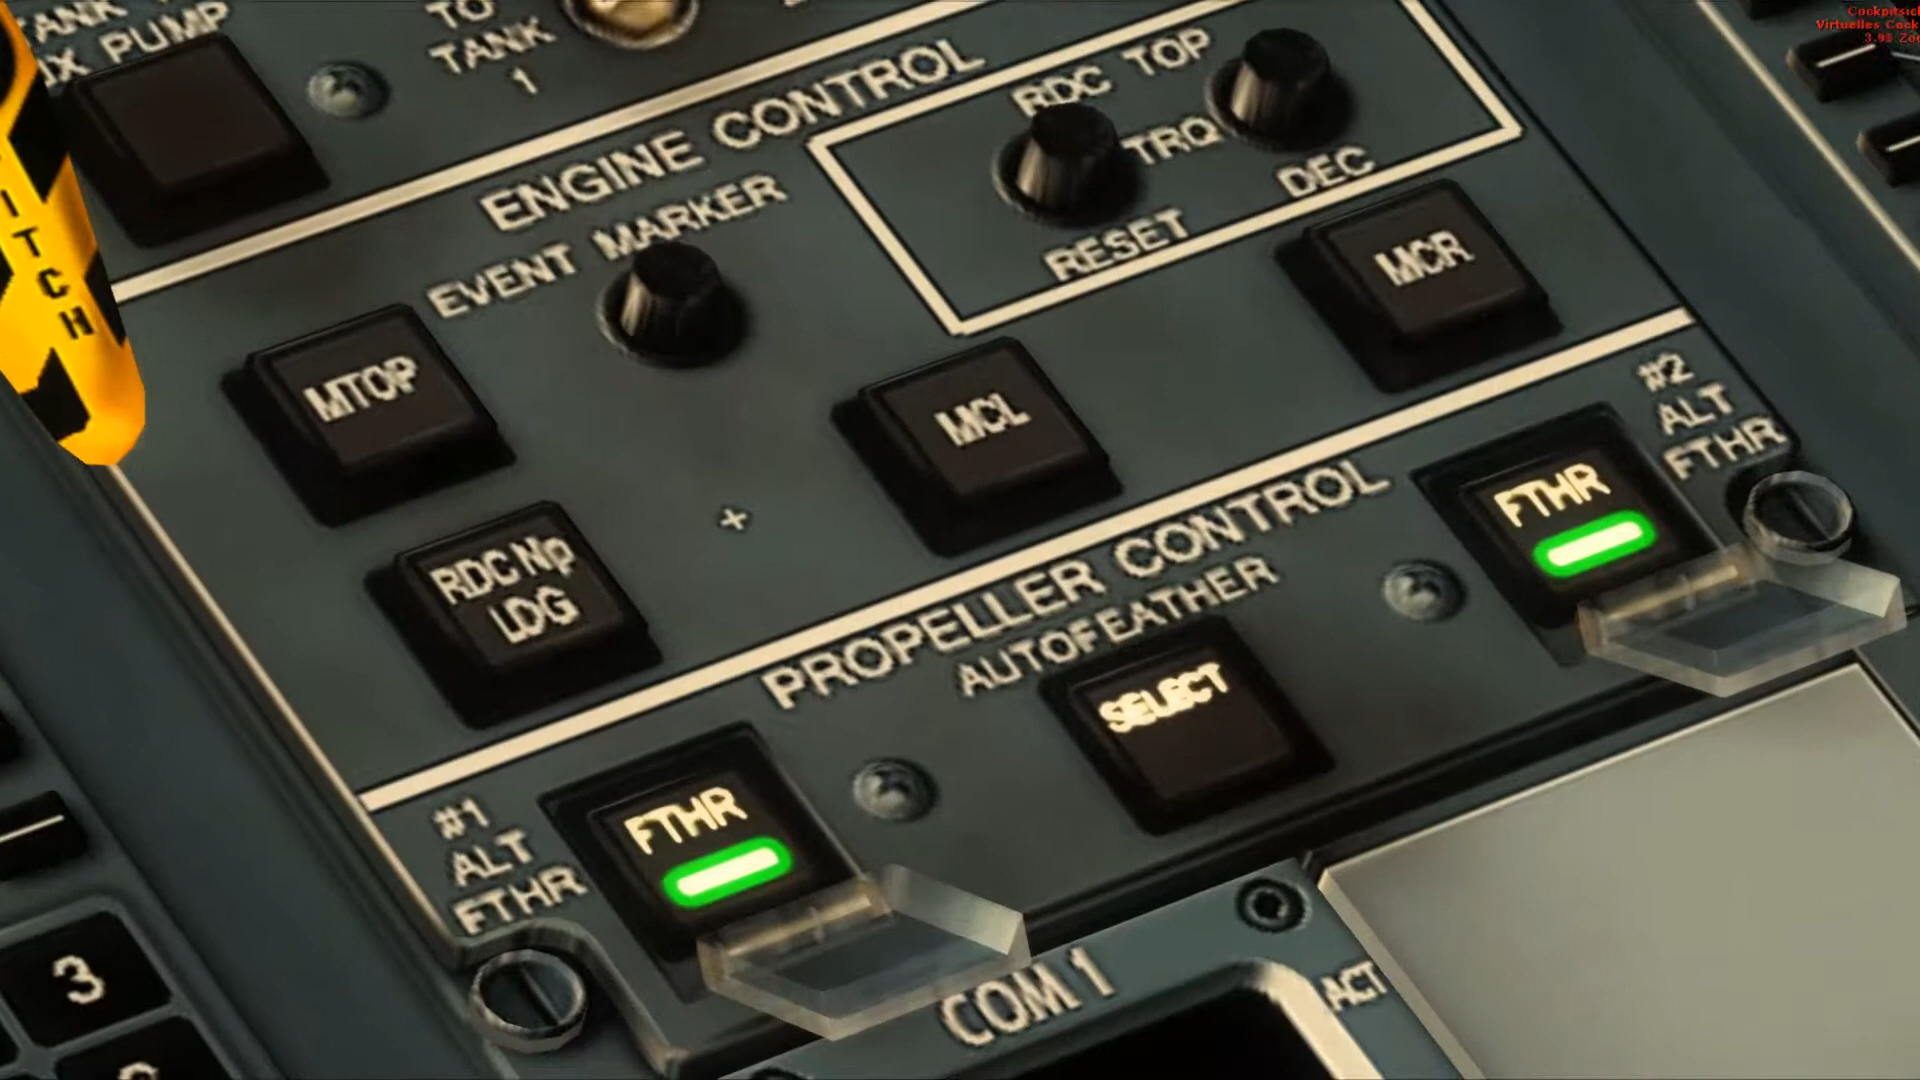 TANK
PUMP
TO
TANK
1
ENGINE CONTROL
EVENT MARKER
RDC TOP
TRQ
RESET
DEC
MTOP
MCL
MCR
RDC Np
LDG
PROPELLER CONTROL
AUTOFEATHER
SELECT
#1
ALT
FTHR
FTHR
#2
ALT
FTHR
FTHR
COM 1
ACT
3
ITCH